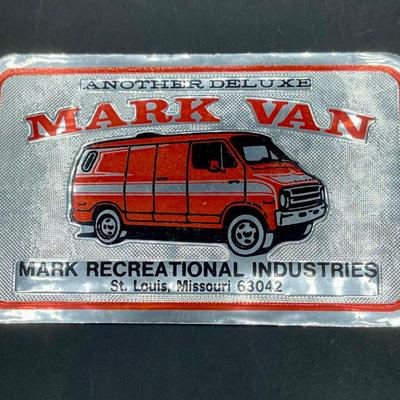 ANOTHER DELUXE
MARK VAN
MARK RECREATIONAL INDUSTRIES
St. Louis, Missouri 63042